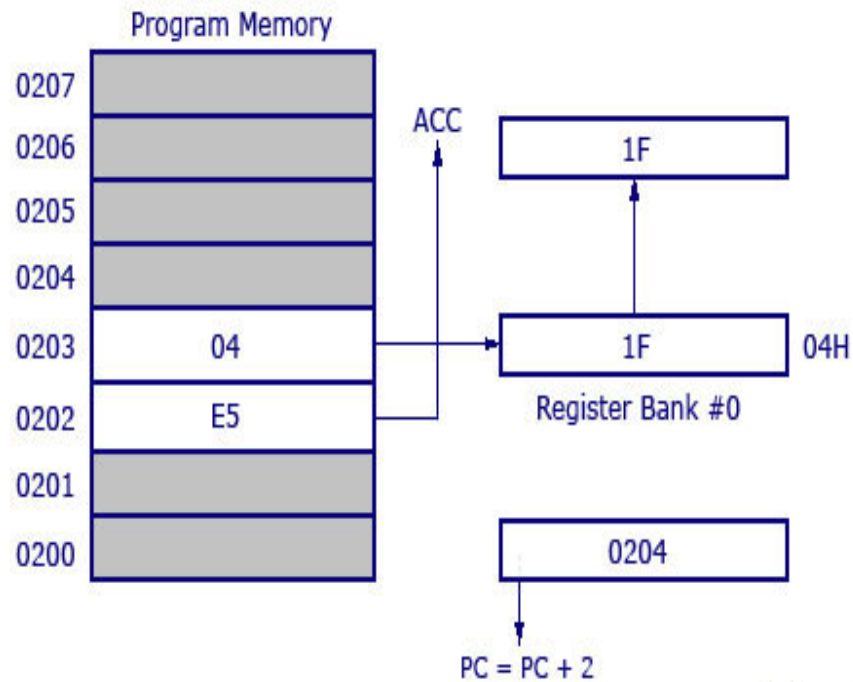 Program Memory
0207
0206
0205
0204
0203 04
0202 E5
0201
0200
ACC
1F
1F 04H
Register Bank #0
0204
PC = PC + 2